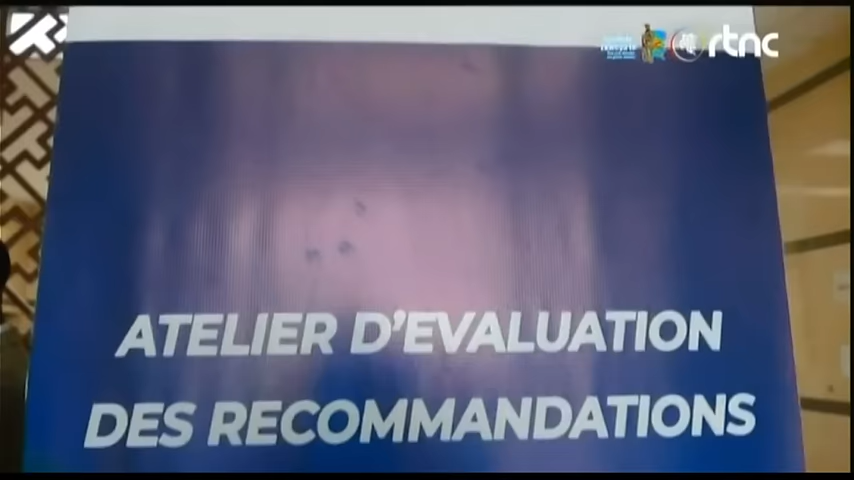 rtnc
ATELIER D'EVALUATION
DES RECOMMANDATIONS